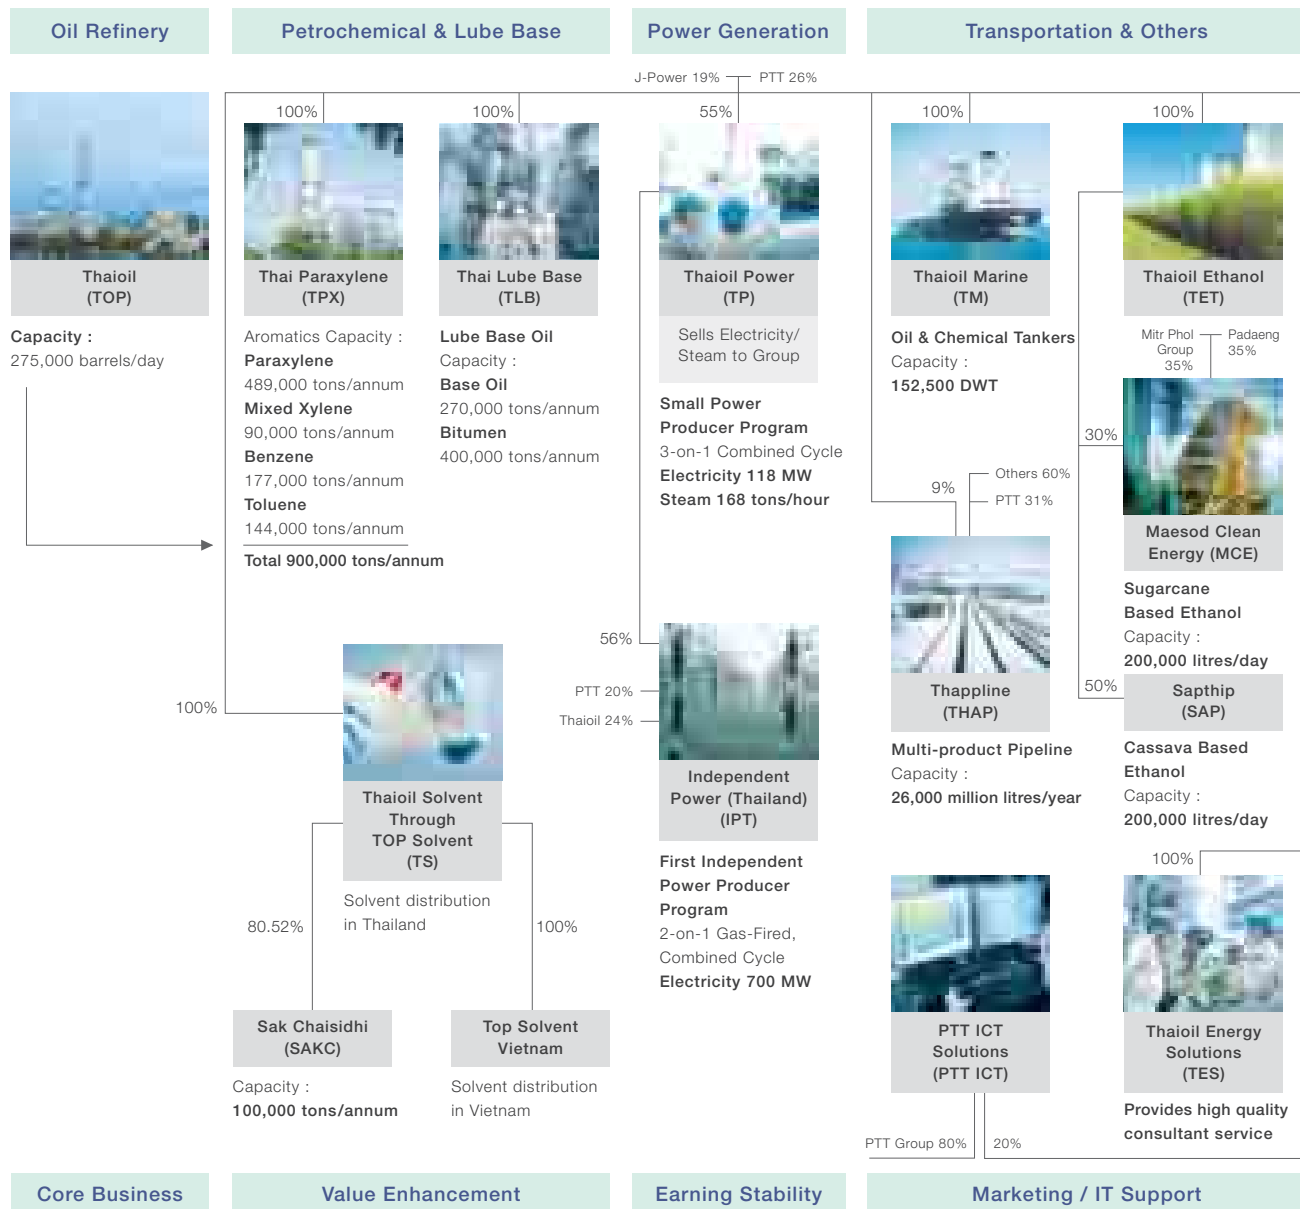 Oil Refinery
Petrochemical & Lube Base
Power Generation
Transportation & Others
J-Power 19%
PTT 26%
100%
100%
55%
100%
100%
Thaioil
(TOP)
Capacity :
275,000 barrels/day
Thai Paraxylene
(TPX)
Aromatics Capacity :
Paraxylene
489,000 tons/annum
Mixed Xylene
90,000 tons/annum
Benzene
177,000 tons/annum
Toluene
144,000 tons/annum
Total 900,000 tons/annum
Thai Lube Base
(TLB)
Lube Base Oil
Capacity :
Base Oil
270,000 tons/annum
Bitumen
400,000 tons/annum
Thaioil Power
(TP)
Sells Electricity/
Steam to Group
Small Power
Producer Program
3-on-1 Combined Cycle
Electricity 118 MW
Steam 168 tons/hour
Thaioil Marine
(TM)
Oil & Chemical Tankers
Capacity :
152,500 DWT
Thaioil Ethanol
(TET)
Mitr Phol
Group
35%
Padaeng
35%
30%
Maesod Clean
Energy (MCE)
Sugarcane
Based Ethanol
Capacity :
200,000 litres/day
9%
Others 60%
PTT 31%
Thappline
(THAP)
Multi-product Pipeline
Capacity :
26,000 million litres/year
50%
Sapthip
(SAP)
Cassava Based
Ethanol
Capacity :
200,000 litres/day
100%
Thaioil Solvent
Through
TOP Solvent
(TS)
Solvent distribution
in Thailand
80.52%
100%
Sak Chaisidhi
(SAKC)
Capacity :
100,000 tons/annum
Top Solvent
Vietnam
Solvent distribution
in Vietnam
56%
PTT 20%
Thaioil 24%
Independent
Power (Thailand)
(IPT)
First Independent
Power Producer
Program
2-on-1 Gas-Fired,
Combined Cycle
Electricity 700 MW
PTT ICT
Solutions
(PTT ICT)
PTT Group 80%
20%
100%
Thaioil Energy
Solutions
(TES)
Provides high quality
consultant service
Core Business
Value Enhancement
Earning Stability
Marketing / IT Support